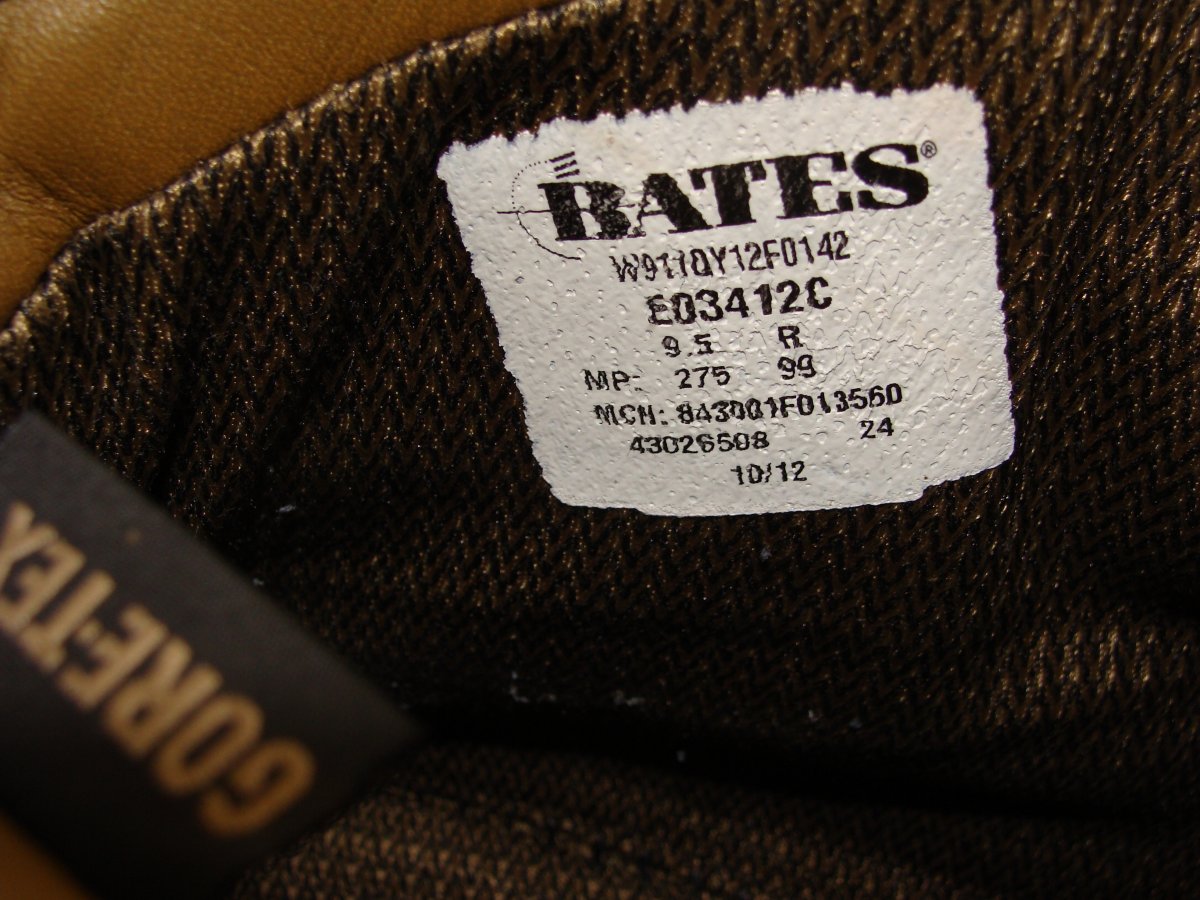 BATES®
W911QY12F0142
E03412C
9.5 R
MP: 275 99
MCN: 843001F013560
43026508 24
10/12
GORE-TEX